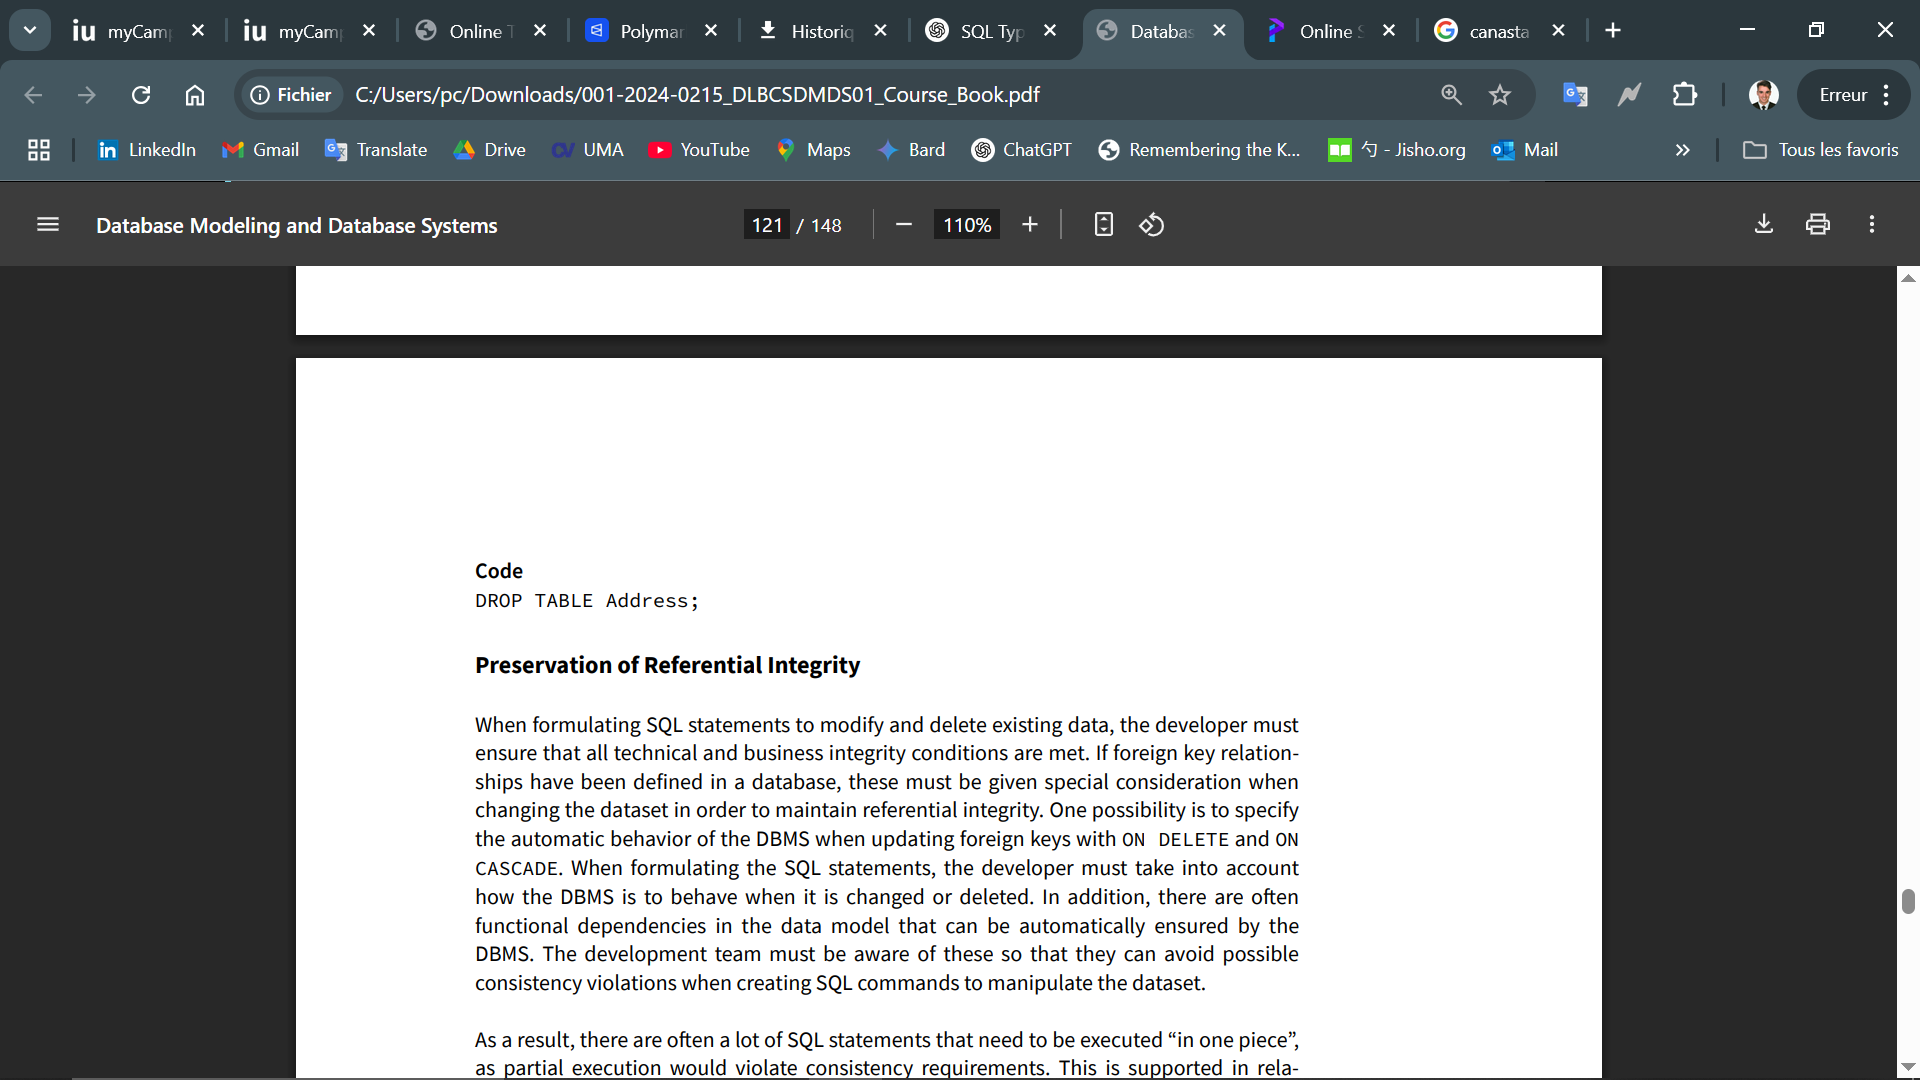 iu myCam
iu myCam
Online T
Polymar
Historiq
SQL Typ
Databas
Online S
canasta
Fichier
C:/Users/pc/Downloads/001-2024-0215_DLBCSDMDS01_Course_Book.pdf
Erreur
LinkedIn
Gmail
Translate
Drive
CV UMA
YouTube
Maps
Bard
ChatGPT
Remembering the K...
勺 - Jisho.org
Mail
Tous les favoris
Database Modeling and Database Systems
121 / 148
110%
Code
DROP TABLE Address;
Preservation of Referential Integrity
When formulating SQL statements to modify and delete existing data, the developer must
ensure that all technical and business integrity conditions are met. If foreign key relation-
ships have been defined in a database, these must be given special consideration when
changing the dataset in order to maintain referential integrity. One possibility is to specify
the automatic behavior of the DBMS when updating foreign keys with ON DELETE and ON
CASCADE. When formulating the SQL statements, the developer must take into account
how the DBMS is to behave when it is changed or deleted. In addition, there are often
functional dependencies in the data model that can be automatically ensured by the
DBMS. The development team must be aware of these so that they can avoid possible
consistency violations when creating SQL commands to manipulate the dataset.
As a result, there are often a lot of SQL statements that need to be executed “in one piece”,
as partial execution would violate consistency requirements. This is supported in rela-